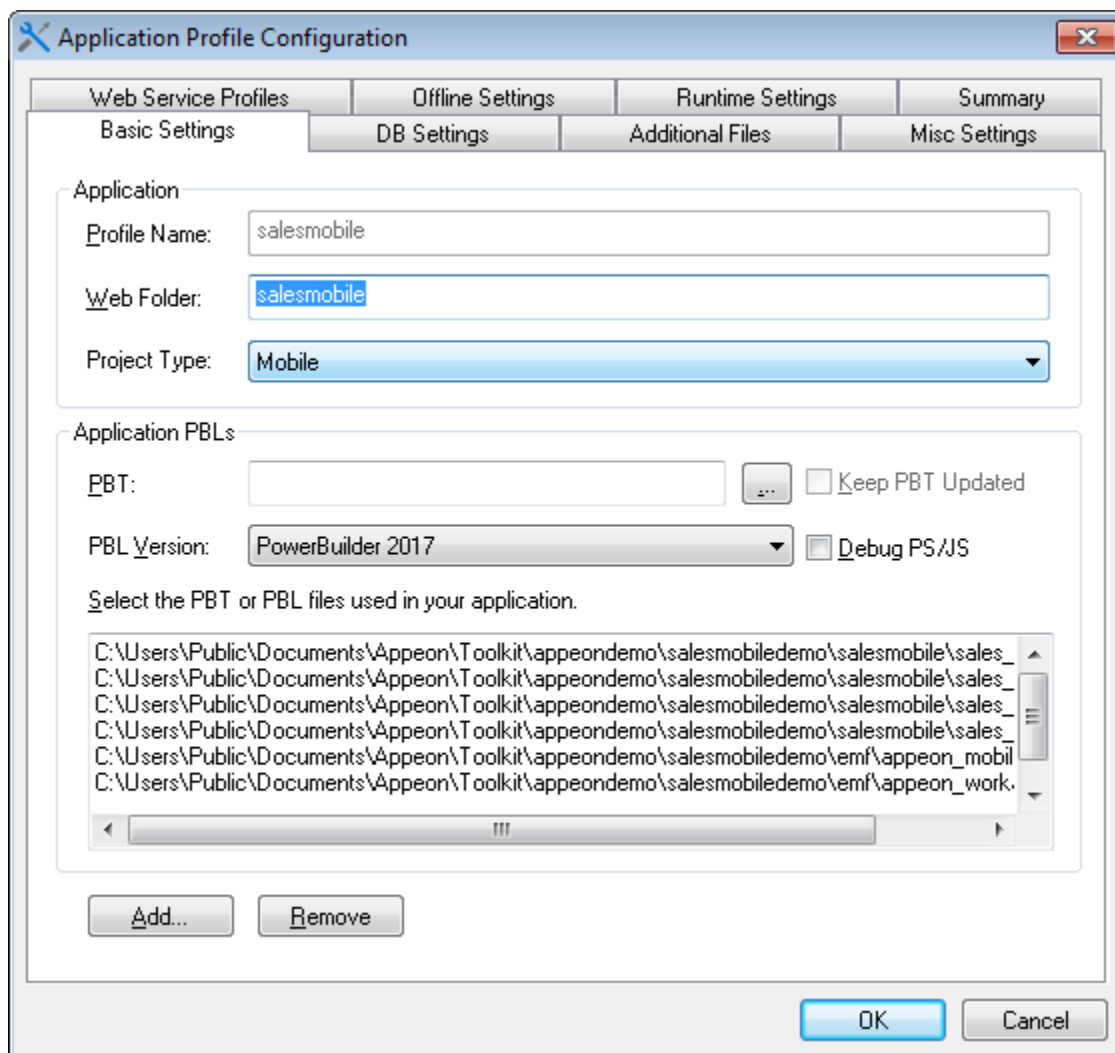 Application Profile Configuration
Web Service Profiles Offline Settings Runtime Settings Summary
Basic Settings DB Settings Additional Files Misc Settings
Application
Profile Name: salesmobile
Web Folder: salesmobile
Project Type: Mobile
Application PBLs
PBT: ... Keep PBT Updated
PBL Version: PowerBuilder 2017 Debug PS/JS
Select the PBT or PBL files used in your application.
C:\Users\Public\Documents\Appeon\Toolkit\appeondemo\salesmobiledemo\salesmobile\sales_
C:\Users\Public\Documents\Appeon\Toolkit\appeondemo\salesmobiledemo\salesmobile\sales_
C:\Users\Public\Documents\Appeon\Toolkit\appeondemo\salesmobiledemo\salesmobile\sales_
C:\Users\Public\Documents\Appeon\Toolkit\appeondemo\salesmobiledemo\salesmobile\sales_
C:\Users\Public\Documents\Appeon\Toolkit\appeondemo\salesmobiledemo\emf\appeon_mobil
C:\Users\Public\Documents\Appeon\Toolkit\appeondemo\salesmobiledemo\emf\appeon_work
Add... Remove
OK Cancel